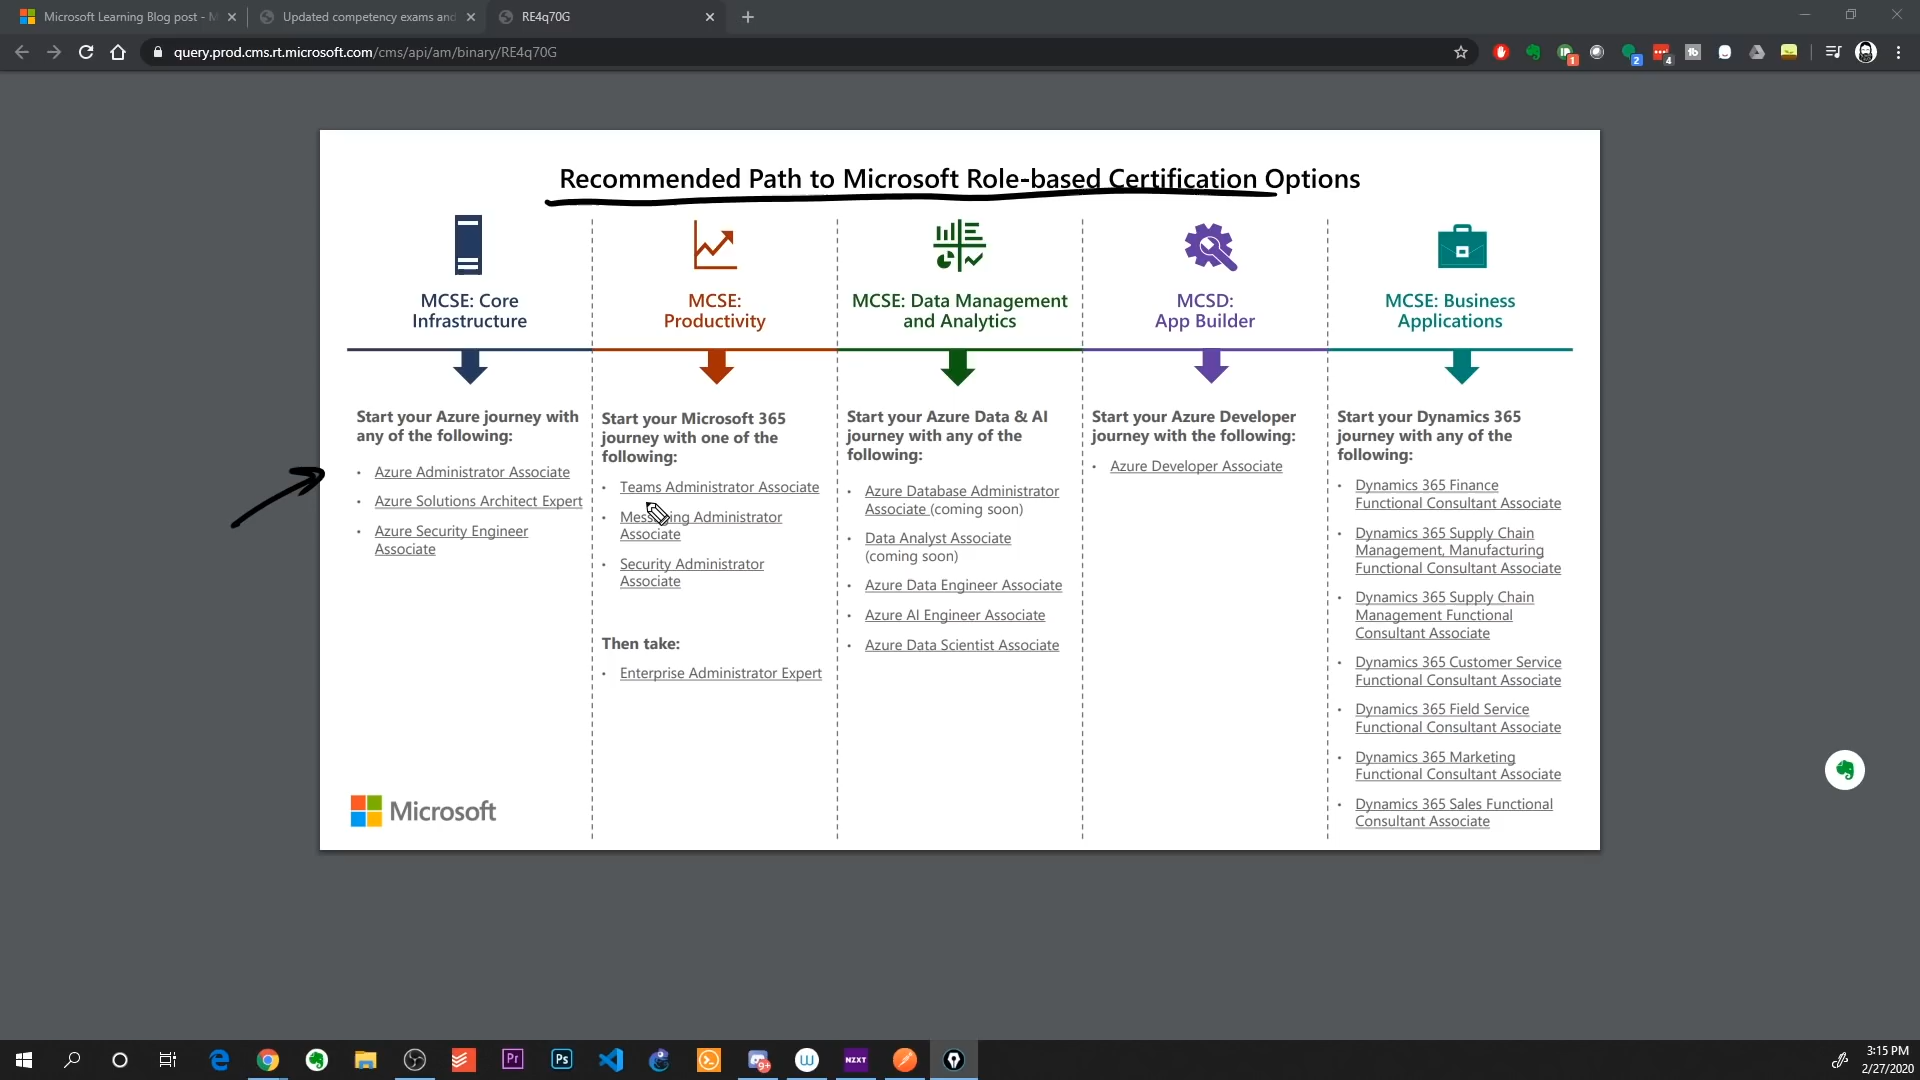 Microsoft Learning Blog post - M
Updated competency exams and
RE4q70G
query.prod.cms.rt.microsoft.com/cms/api/am/binary/RE4q70G
1
2
4
Recommended Path to Microsoft Role-based Certification Options
MCSE: Core
Infrastructure
Start your Azure journey with
any of the following:
• Azure Administrator Associate
• Azure Solutions Architect Expert
• Azure Security Engineer
Associate
MCSE:
Productivity
Start your Microsoft 365
journey with one of the
following:
• Teams Administrator Associate
• Messaging Administrator
Associate
• Security Administrator
Associate
Then take:
• Enterprise Administrator Expert
MCSE: Data Management
and Analytics
Start your Azure Data & AI
journey with any of the
following:
• Azure Database Administrator
Associate (coming soon)
• Data Analyst Associate
(coming soon)
• Azure Data Engineer Associate
• Azure AI Engineer Associate
• Azure Data Scientist Associate
MCSD:
App Builder
Start your Azure Developer
journey with the following:
• Azure Developer Associate
MCSE: Business
Applications
Start your Dynamics 365
journey with any of the
following:
• Dynamics 365 Finance
Functional Consultant Associate
• Dynamics 365 Supply Chain
Management, Manufacturing
Functional Consultant Associate
• Dynamics 365 Supply Chain
Management Functional
Consultant Associate
• Dynamics 365 Customer Service
Functional Consultant Associate
• Dynamics 365 Field Service
Functional Consultant Associate
• Dynamics 365 Marketing
Functional Consultant Associate
• Dynamics 365 Sales Functional
Consultant Associate
Microsoft
Pr
Ps
9+
W
NZXT
3:15 PM
2/27/2020